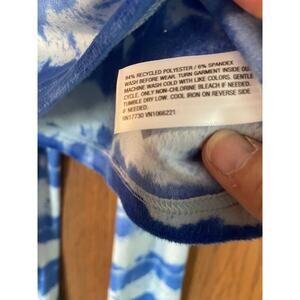 94% RECYCLED POLYESTER / 6% SPANDEX
WASH BEFORE WEAR. TURN GARMENT INSIDE OUT.
MACHINE WASH COLD WITH LIKE COLORS. GENTLE
CYCLE. ONLY NON-CHLORINE BLEACH IF NEEDED.
TUMBLE DRY LOW. COOL IRON ON REVERSE SIDE
IF NEEDED.
VN1066221